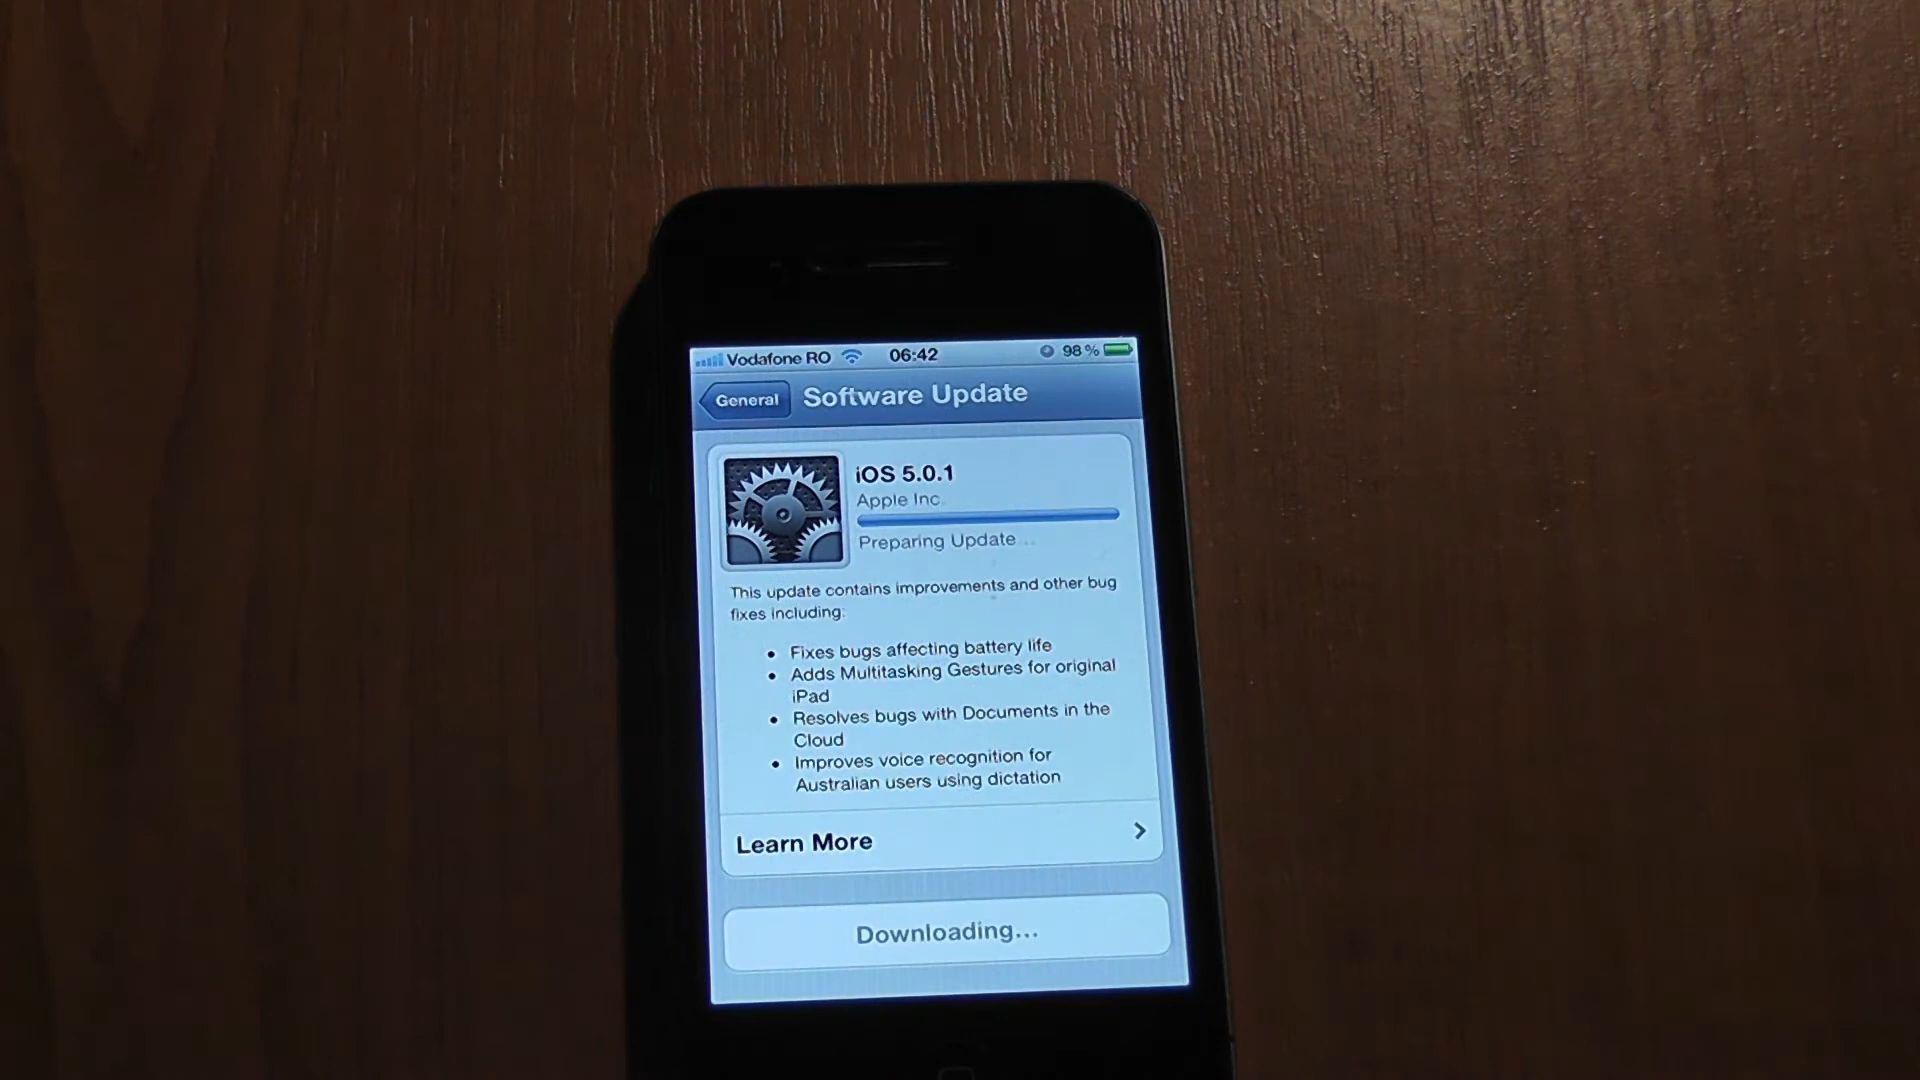 Vodafone RO 06:42 98%
General Software Update
iOS 5.0.1
Apple Inc.
Preparing Update...
This update contains improvements and other bug
fixes including:
• Fixes bugs affecting battery life
• Adds Multitasking Gestures for original
iPad
• Resolves bugs with Documents in the
Cloud
• Improves voice recognition for
Australian users using dictation
Learn More
Downloading...